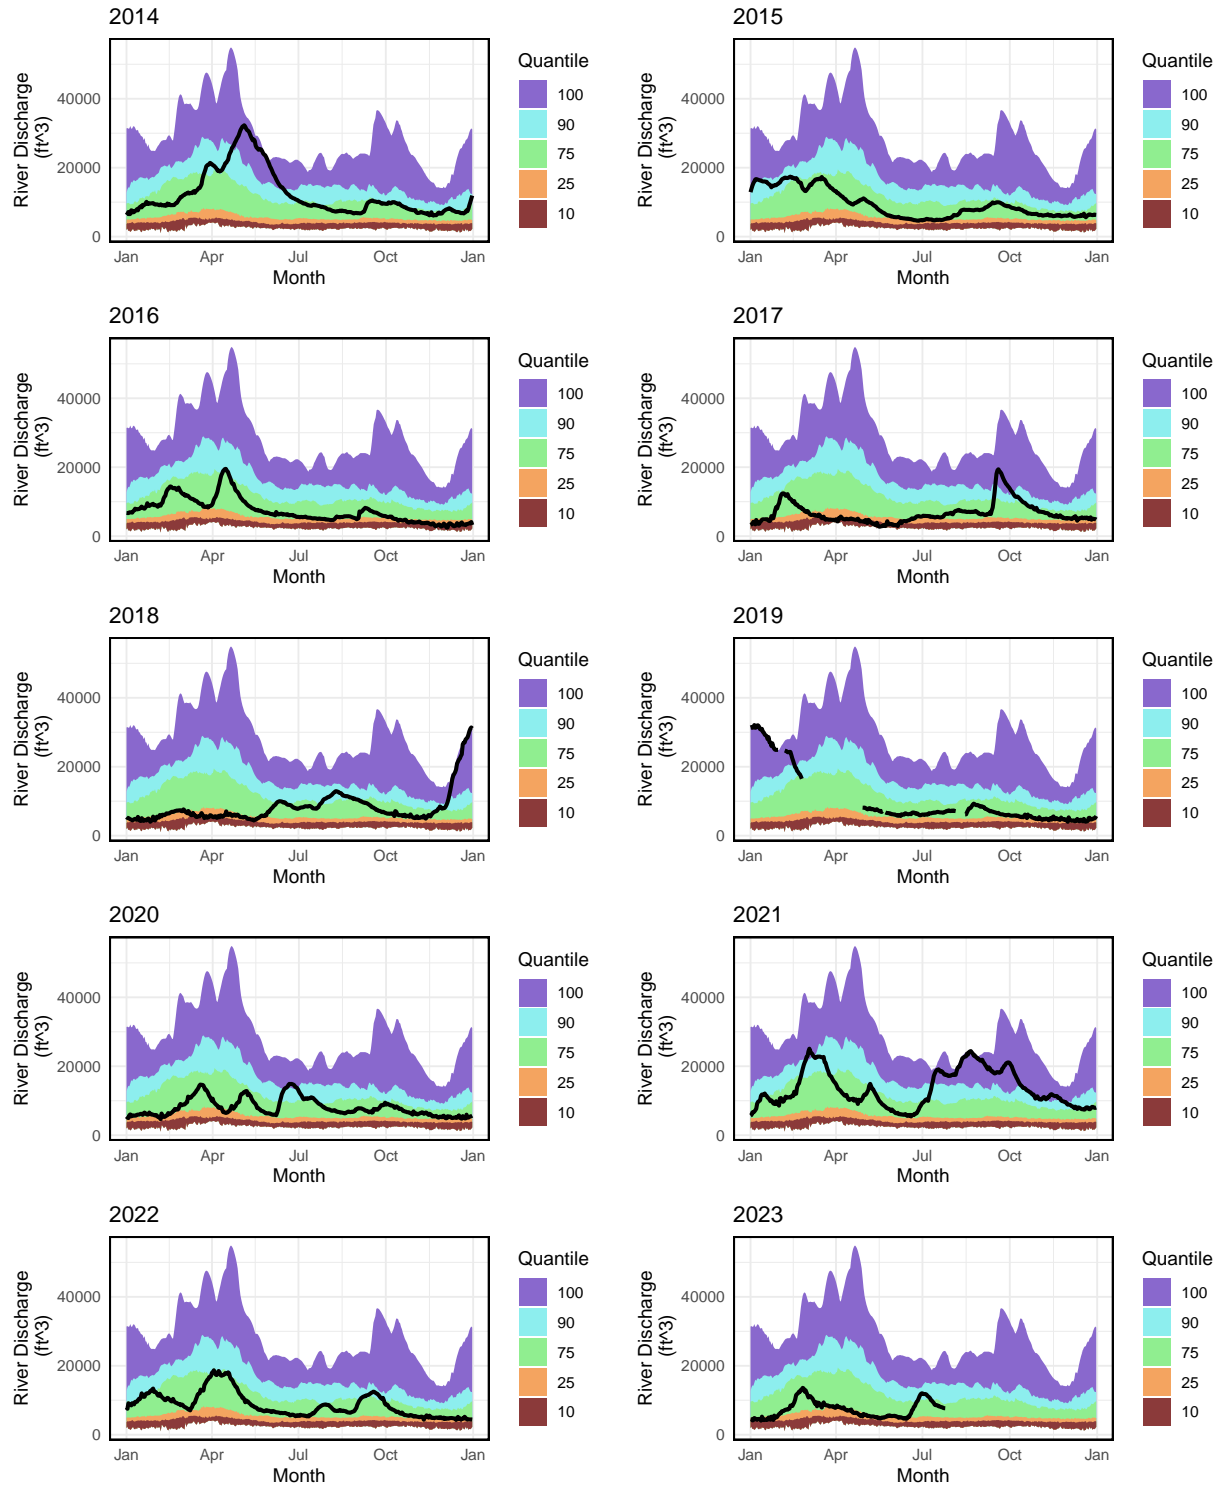 2014
River Discharge
(ft^3)
40000
20000
0
Jan
Apr
Jul
Oct
Jan
Month
Quantile
100
90
75
25
10
2015
River Discharge
(ft^3)
40000
20000
0
Jan
Apr
Jul
Oct
Jan
Month
Quantile
100
90
75
25
10
2016
River Discharge
(ft^3)
40000
20000
0
Jan
Apr
Jul
Oct
Jan
Month
Quantile
100
90
75
25
10
2017
River Discharge
(ft^3)
40000
20000
0
Jan
Apr
Jul
Oct
Jan
Month
Quantile
100
90
75
25
10
2018
River Discharge
(ft^3)
40000
20000
0
Jan
Apr
Jul
Oct
Jan
Month
Quantile
100
90
75
25
10
2019
River Discharge
(ft^3)
40000
20000
0
Jan
Apr
Jul
Oct
Jan
Month
Quantile
100
90
75
25
10
2020
River Discharge
(ft^3)
40000
20000
0
Jan
Apr
Jul
Oct
Jan
Month
Quantile
100
90
75
25
10
2021
River Discharge
(ft^3)
40000
20000
0
Jan
Apr
Jul
Oct
Jan
Month
Quantile
100
90
75
25
10
2022
River Discharge
(ft^3)
40000
20000
0
Jan
Apr
Jul
Oct
Jan
Month
Quantile
100
90
75
25
10
2023
River Discharge
(ft^3)
40000
20000
0
Jan
Apr
Jul
Oct
Jan
Month
Quantile
100
90
75
25
10